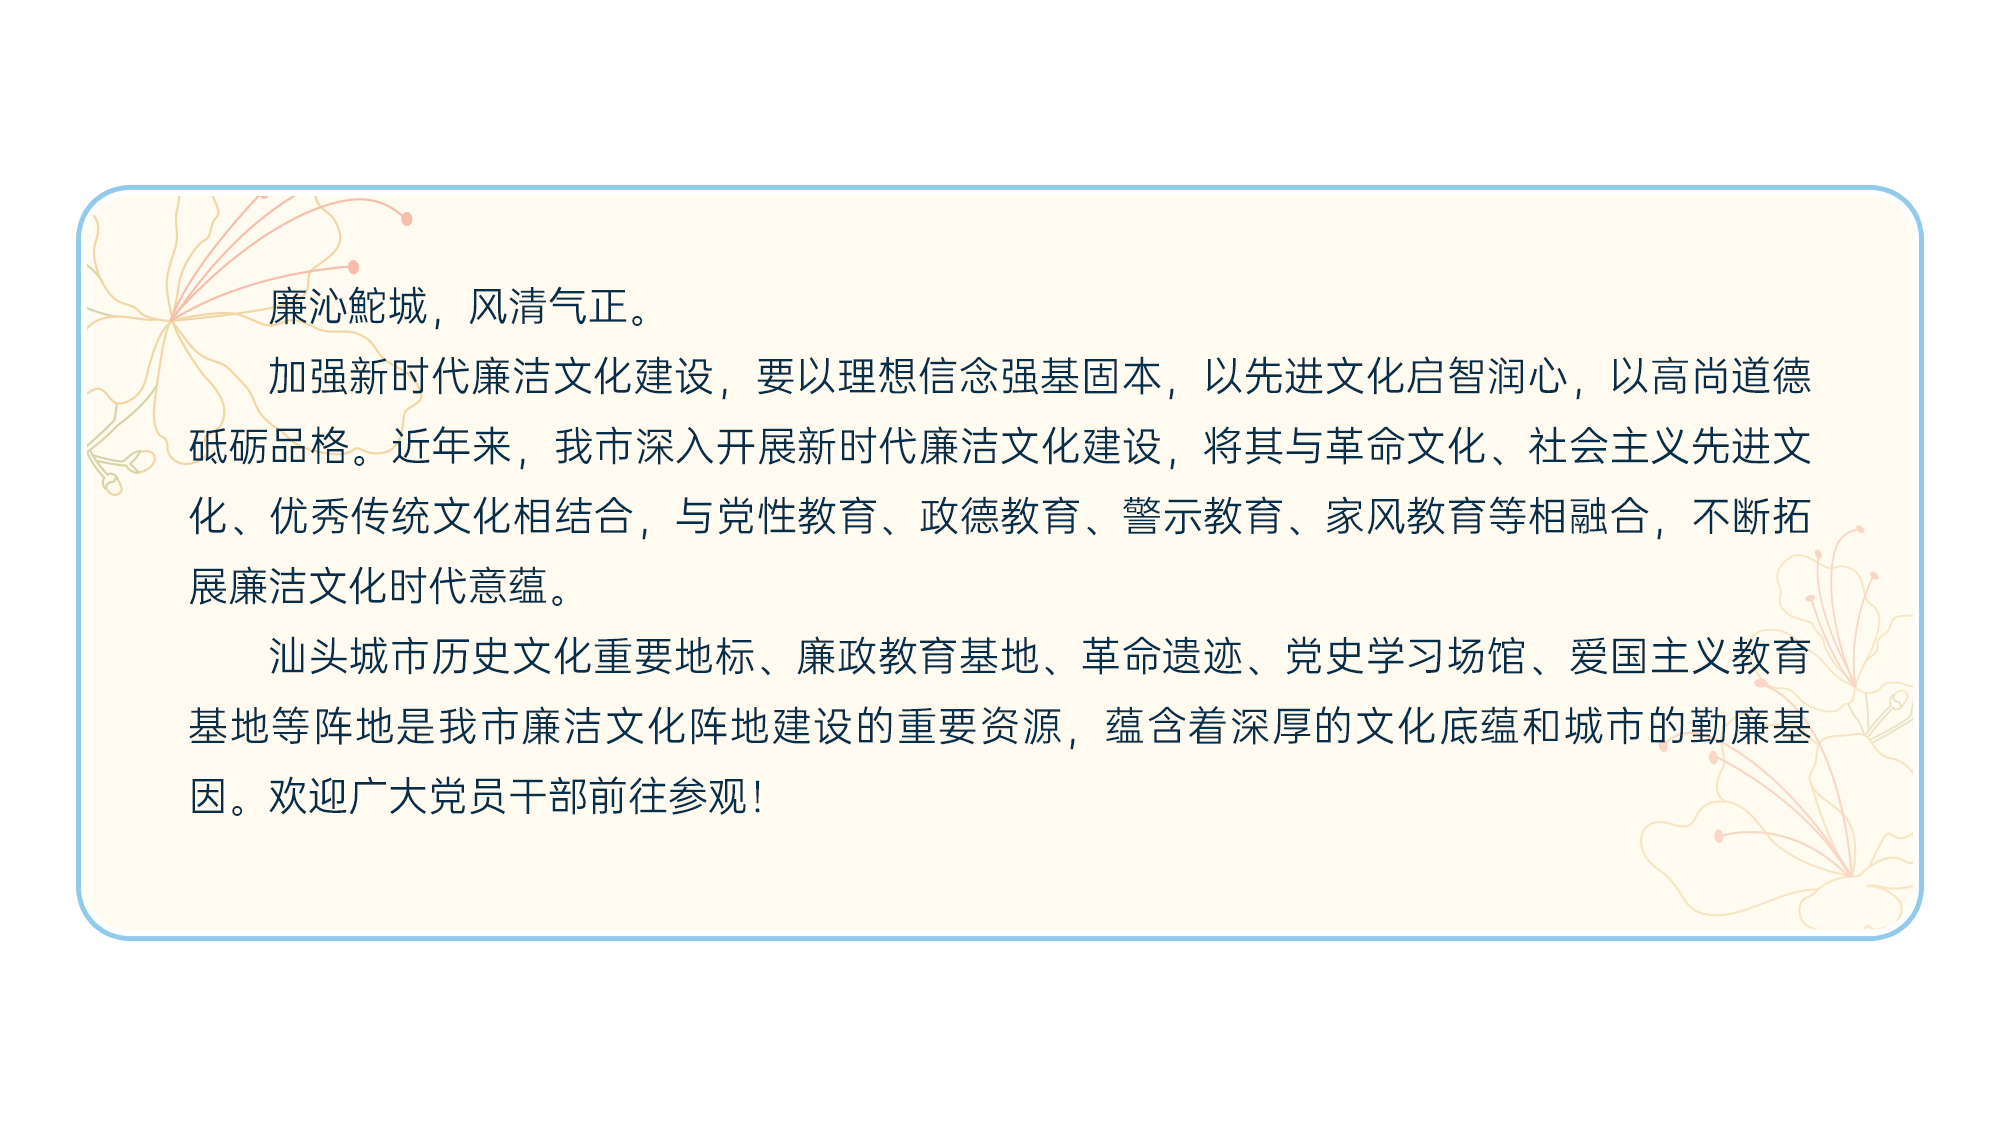 廉沁鮀城，风清气正。
加强新时代廉洁文化建设，要以理想信念强基固本，以先进文化启智润心，以高尚道德
砥砺品格。近年来，我市深入开展新时代廉洁文化建设，将其与革命文化、社会主义先进文
化、优秀传统文化相结合，与党性教育、政德教育、警示教育、家风教育等相融合，不断拓
展廉洁文化时代意蕴。
汕头城市历史文化重要地标、廉政教育基地、革命遗迹、党史学习场馆、爱国主义教育
基地等阵地是我市廉洁文化阵地建设的重要资源，蕴含着深厚的文化底蕴和城市的勤廉基
因。欢迎广大党员干部前往参观！